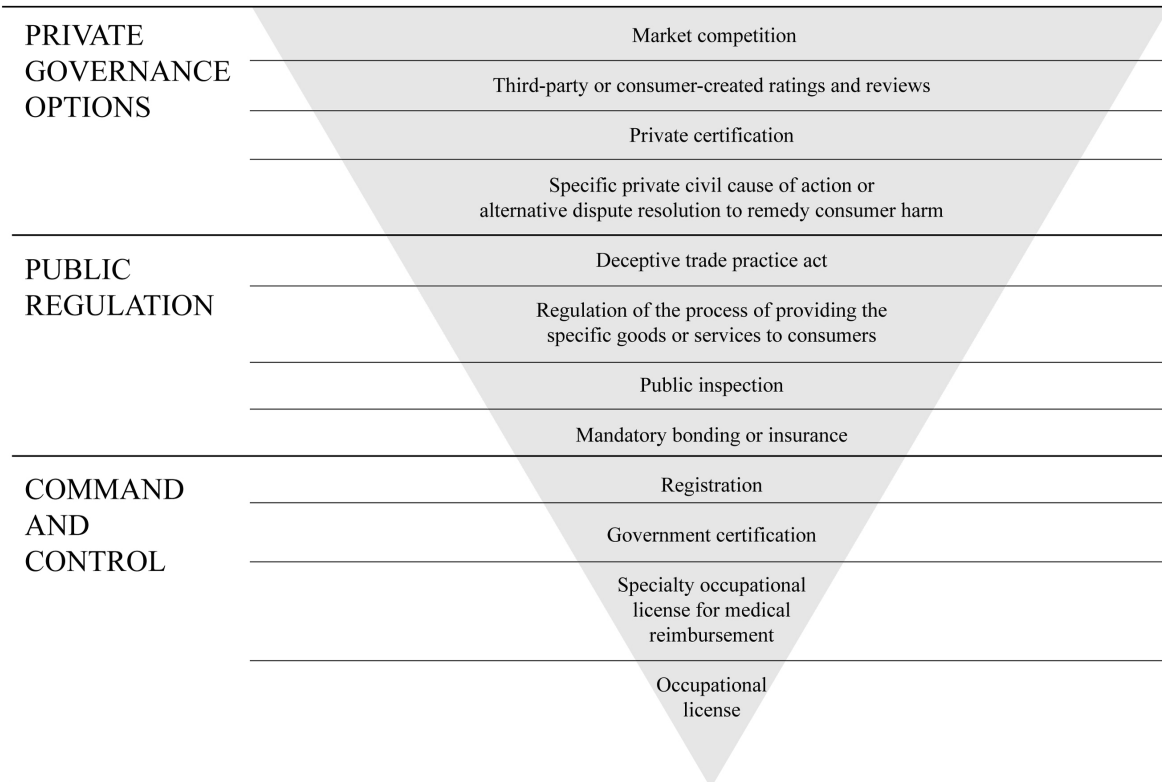 PRIVATE
GOVERNANCE
OPTIONS
Market competition
Third-party or consumer-created ratings and reviews
Private certification
Specific private civil cause of action or
alternative dispute resolution to remedy consumer harm
PUBLIC
REGULATION
Deceptive trade practice act
Regulation of the process of providing the
specific goods or services to consumers
Public inspection
Mandatory bonding or insurance
COMMAND
AND
CONTROL
Registration
Government certification
Specialty occupational
license for medical
reimbursement
Occupational
license